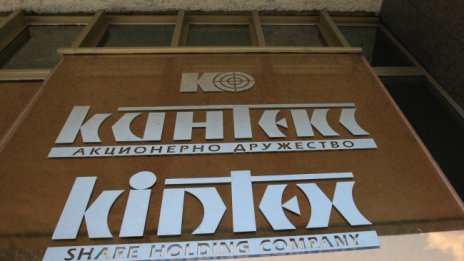 КО
КИНТЕКС
АКЦИОНЕРНО ДРУЖЕСТВО
kintex
SHARE HOLDING COMPANY